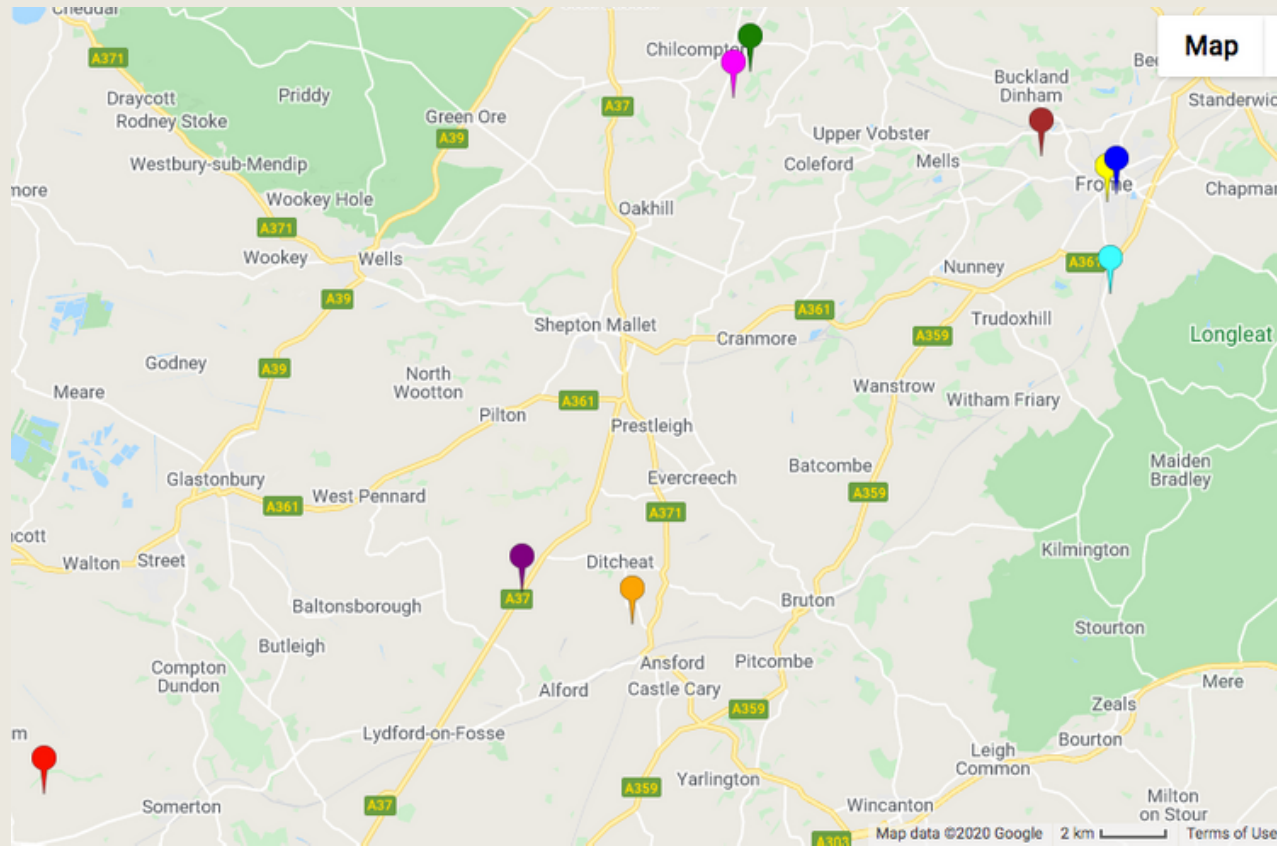 Cheddar
A371
Chilcompton
Map
Buckland
Dinham
Draycott
Priddy
A37
Standerwic
Rodney Stoke
Green Ore
A39
Upper Vobster
Westbury-sub-Mendip
Coleford
Mells
Frome
Chapman
more
Wookey Hole
Oakhill
A371
Wookey
Wells
Nunney
A361
A39
A361
Trudoxhill
Shepton Mallet
Cranmore
A359
Longleat
Godney
A39
North
Wootton
Meare
Wanstrow
Witham Friary
A361
Pilton
Prestleigh
Glastonbury
West Pennard
Evercreech
Batcombe
Maiden
Bradley
A361
A371
A359
cott
Walton
Street
Ditcheat
Kilmington
Baltonsborough
A37
Bruton
Butleigh
Stourton
Compton
Dundon
Alford
Ansford
Pitcombe
Castle Cary
Mere
A359
Zeals
m
Lydford-on-Fosse
Bourton
Leigh
Common
Yarlington
A359
Somerton
A37
Wincanton
Milton
on Stour
A303
Map data ©2020 Google
2 km
Terms of Use